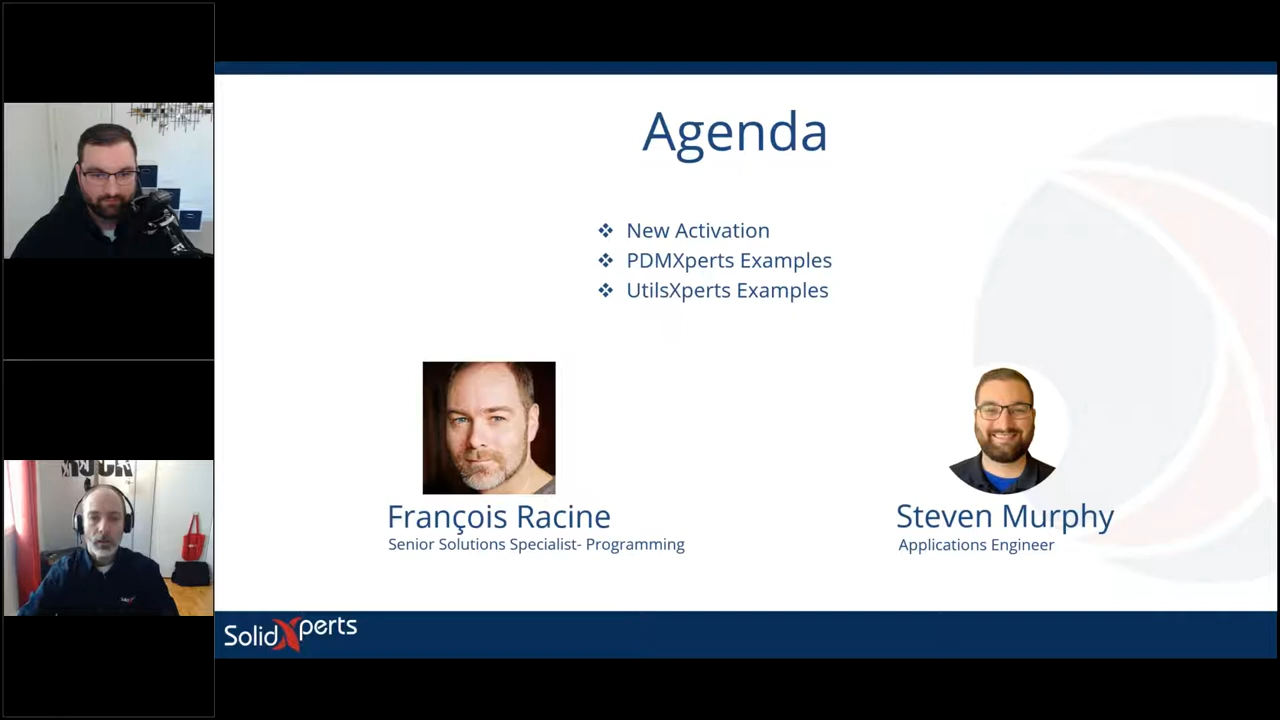 Agenda
New Activation
PDMXperts Examples
UtilsXperts Examples
François Racine
Senior Solutions Specialist- Programming
Steven Murphy
Applications Engineer
SolidXperts